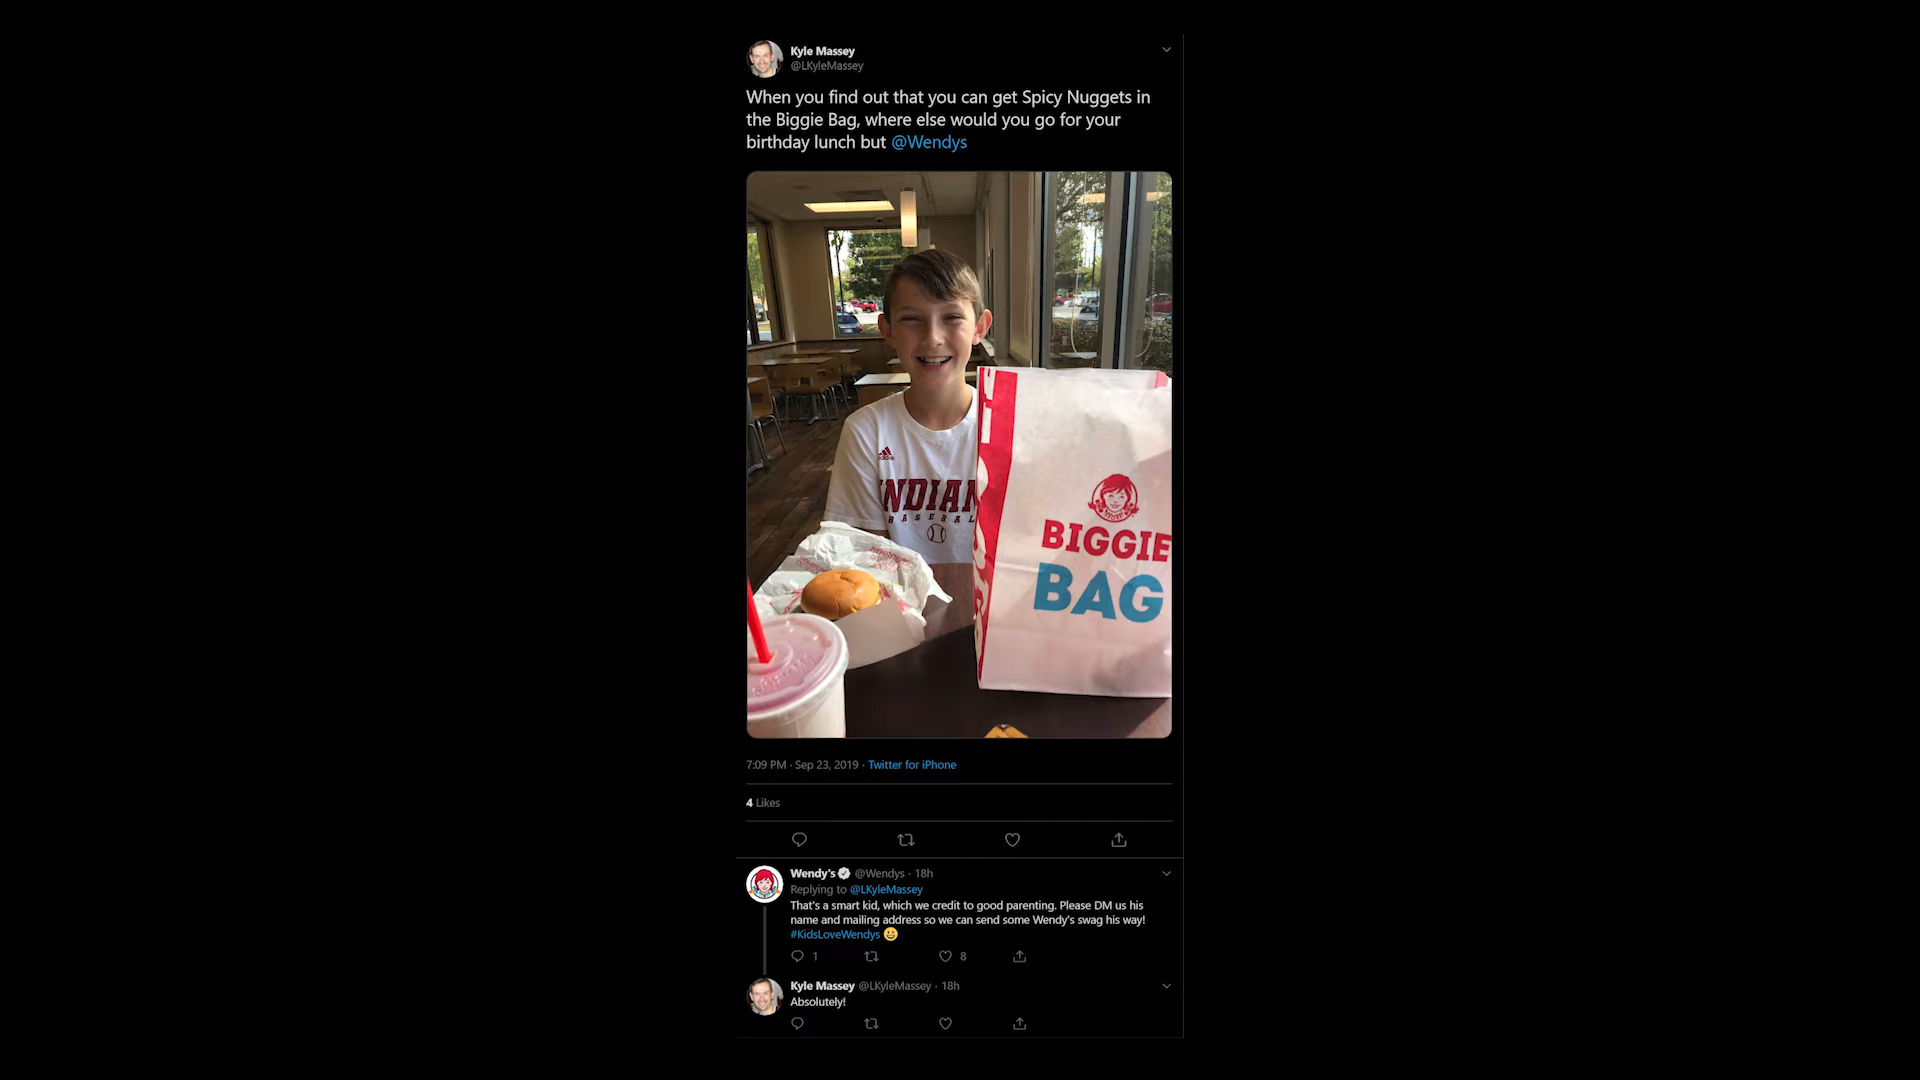 Kyle Massey
@LKyleMassey
When you find out that you can get Spicy Nuggets in
the Biggie Bag, where else would you go for your
birthday lunch but @Wendys
adidas
INDIAN
BASEBAL
BIGGIE
BAG
7:09 PM · Sep 23, 2019 · Twitter for iPhone
4 Likes
Wendy's @Wendys · 18h
Replying to @LKyleMassey
That's a smart kid, which we credit to good parenting. Please DM us his
name and mailing address so we can send some Wendy's swag his way!
#KidsLoveWendys 😀
1 8
Kyle Massey @LKyleMassey · 18h
Absolutely!